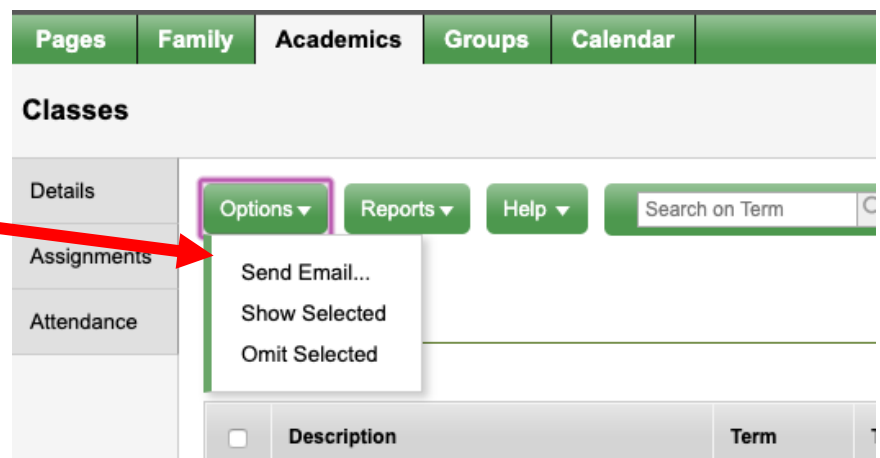 Pages Family Academics Groups Calendar
Classes
Details
Options Reports Help Search on Term
Assignments
Send Email...
Show Selected
Attendance
Omit Selected
Description Term